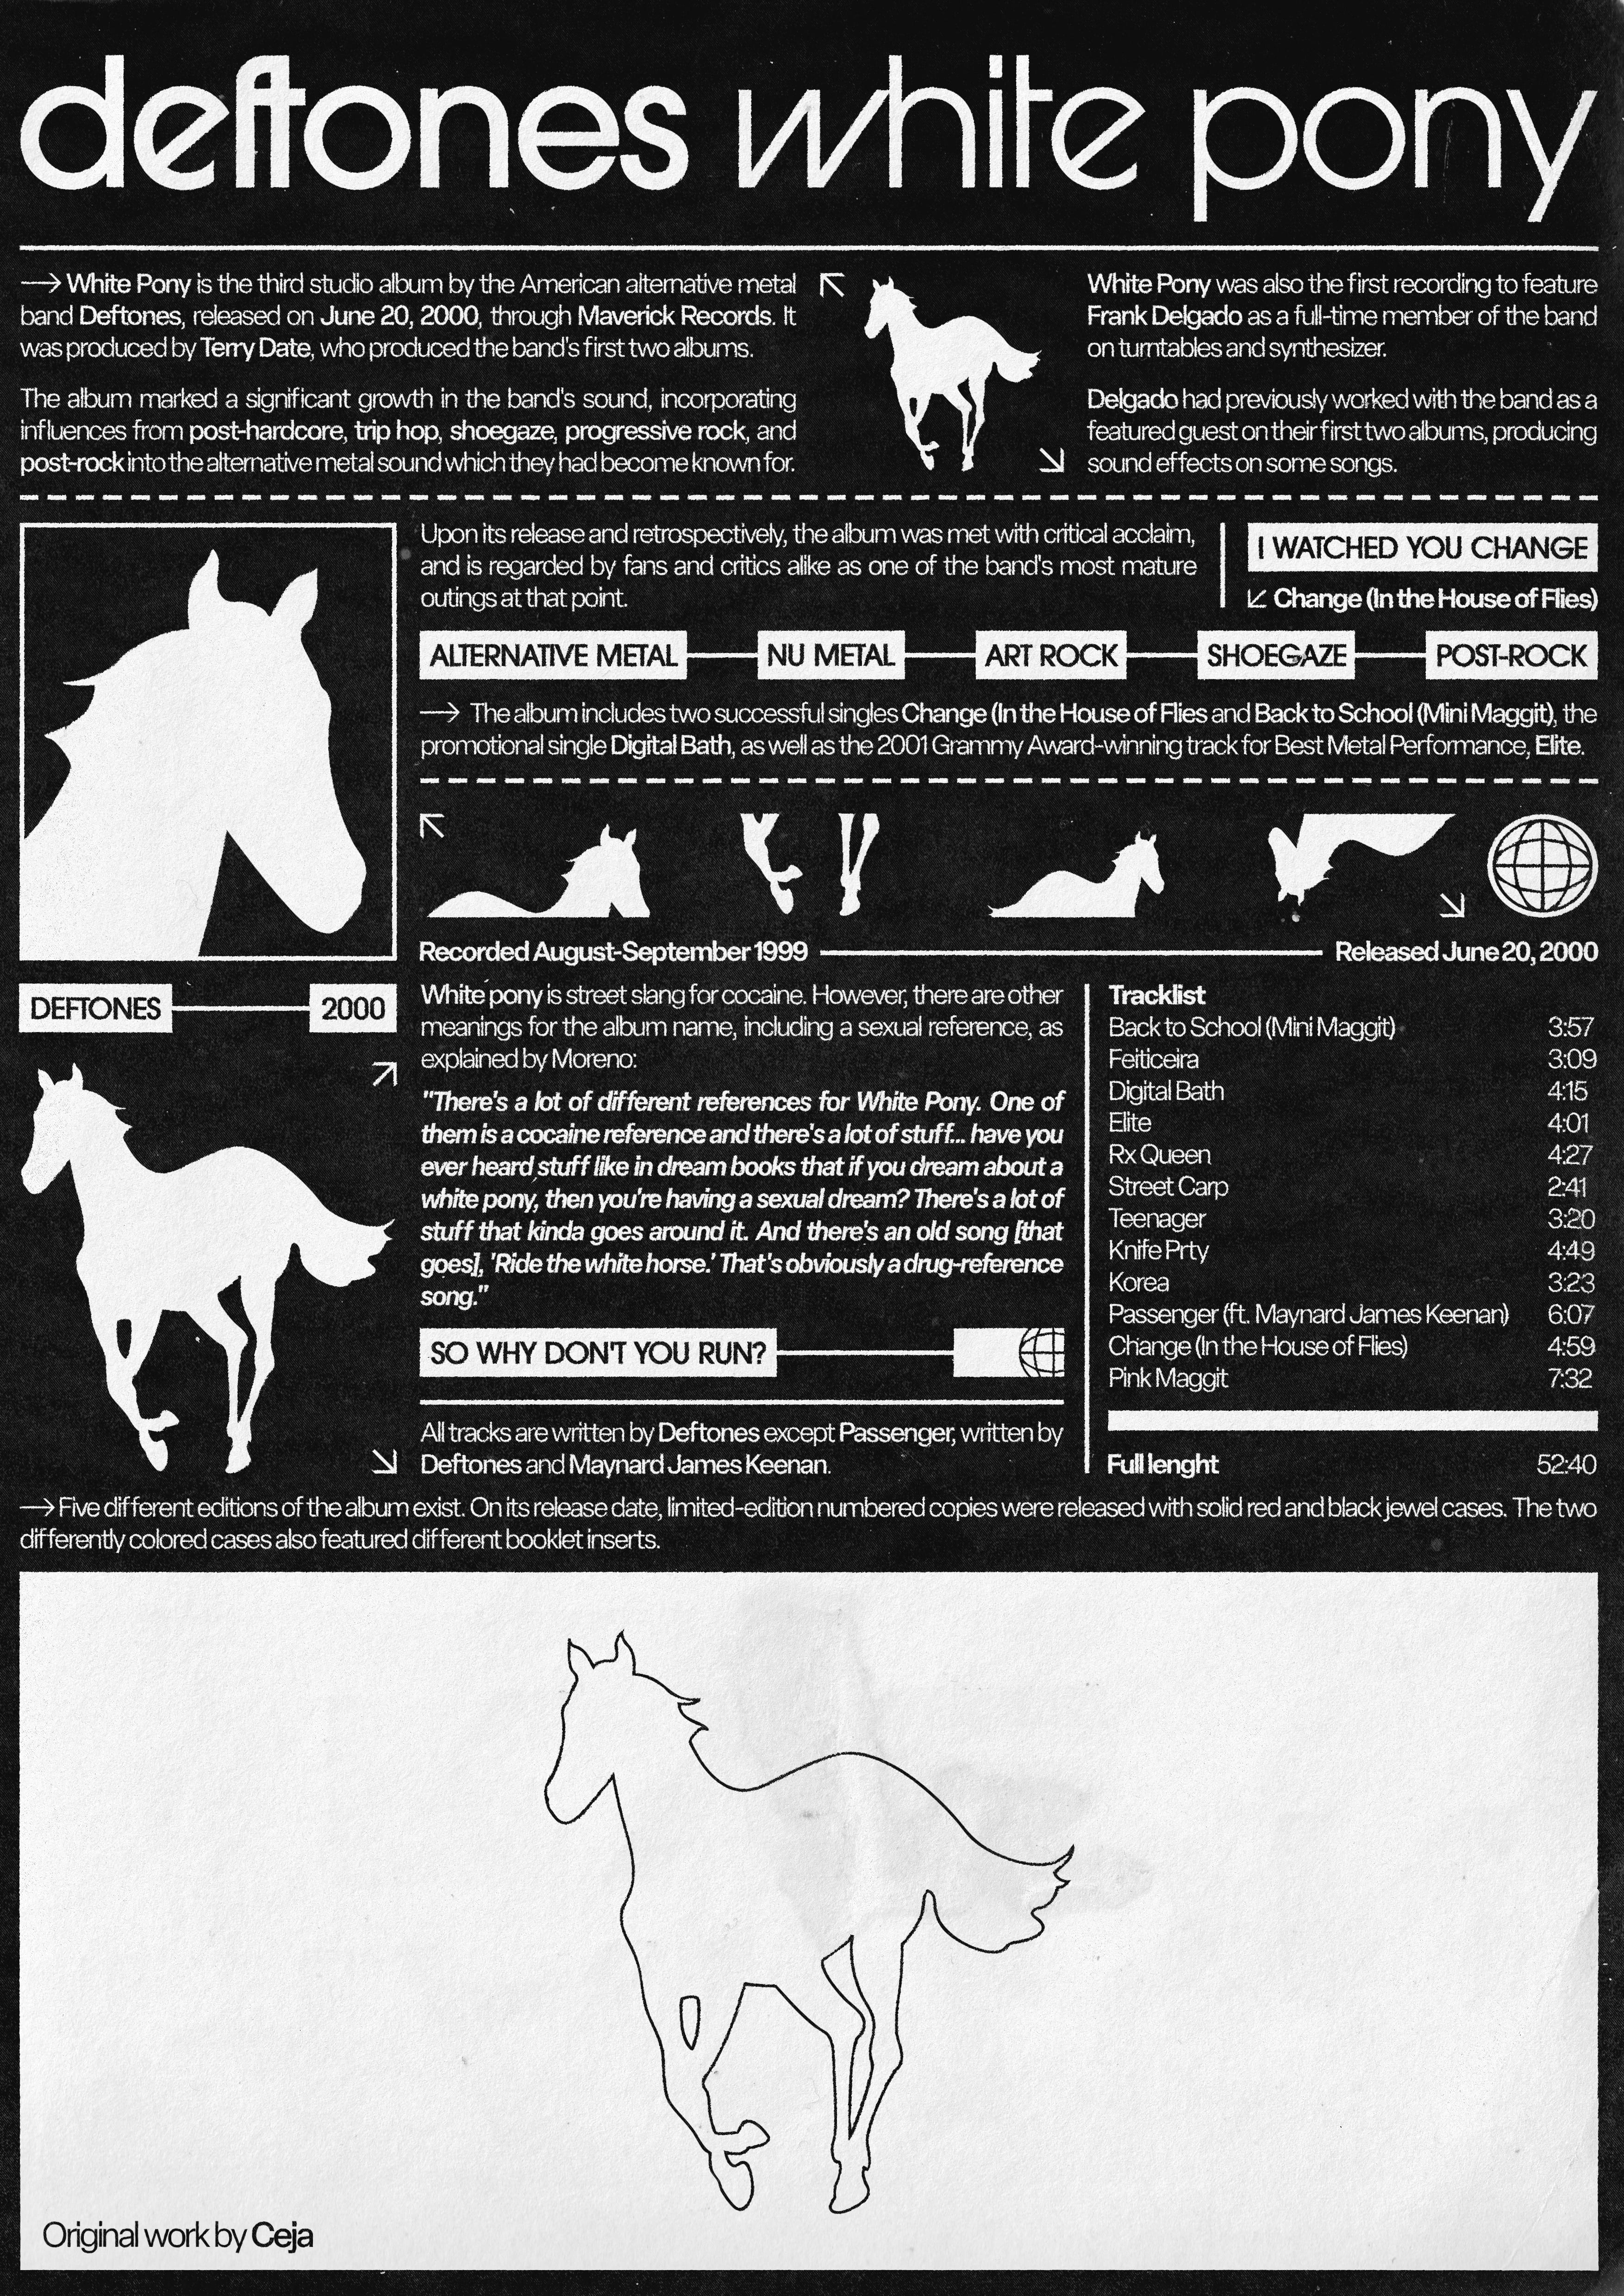 deftones white pony
→ White Pony is the third studio album by the American alternative metal
band Deftones, released on June 20, 2000, through Maverick Records. It
was produced by Terry Date, who produced the band's first two albums.
The album marked a significant growth in the band's sound, incorporating
influences from post-hardcore, trip hop, shoegaze, progressive rock, and
post-rock into the alternative metal sound which they had become known for.
White Pony was also the first recording to feature
Frank Delgado as a full-time member of the band
on turntables and synthesizer.
Delgado had previously worked with the band as a
featured guest on their first two albums, producing
sound effects on some songs.
Upon its release and retrospectively, the album was met with critical acclaim,
and is regarded by fans and critics alike as one of the band's most mature
outings at that point.
I WATCHED YOU CHANGE
↙ Change (In the House of Flies)
ALTERNATIVE METAL
NU METAL
ART ROCK
SHOEGAZE
POST-ROCK
→ The album includes two successful singles Change (In the House of Flies and Back to School (Mini Maggit), the
promotional single Digital Bath, as well as the 2001 Grammy Award-winning track for Best Metal Performance, Elite.
Recorded August-September 1999
Released June 20, 2000
DEFTONES
2000
White pony is street slang for cocaine. However, there are other
meanings for the album name, including a sexual reference, as
explained by Moreno:
"There's a lot of different references for White Pony. One of
them is a cocaine reference and there's a lot of stuff... have you
ever heard stuff like in dream books that if you dream about a
white pony, then you're having a sexual dream? There's a lot of
stuff that kinda goes around it. And there's an old song [that
goes], 'Ride the white horse.' That's obviously a drug-reference
song."
SO WHY DON'T YOU RUN?
All tracks are written by Deftones except Passenger, written by
Deftones and Maynard James Keenan.
Tracklist
Back to School (Mini Maggit) 3:57
Feiticeira 3:09
Digital Bath 4:15
Elite 4:01
Rx Queen 4:27
Street Carp 2:41
Teenager 3:20
Knife Prty 4:49
Korea 3:23
Passenger (ft. Maynard James Keenan) 6:07
Change (In the House of Flies) 4:59
Pink Maggit 7:32
Full lenght 52:40
→ Five different editions of the album exist. On its release date, limited-edition numbered copies were released with solid red and black jewel cases. The two
differently colored cases also featured different booklet inserts.
Original work by Ceja